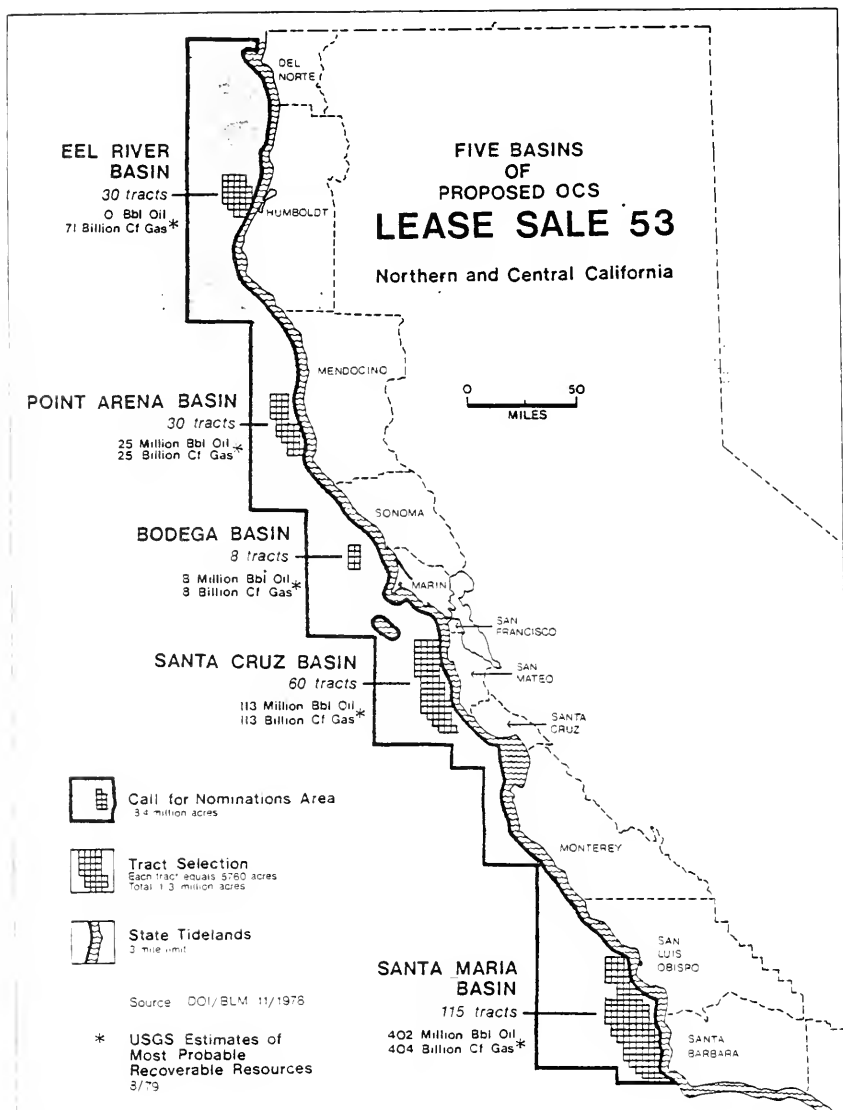 FIVE BASINS
OF
PROPOSED OCS
LEASE SALE 53
Northern and Central California
0 50
MILES
DEL
NORTE
HUMBOLDT
MENDOCINO
SONOMA
MARIN
SAN
FRANCISCO
SAN
MATEO
SANTA
CRUZ
MONTEREY
SAN
LUIS
OBISPO
SANTA
BARBARA
EEL RIVER
BASIN
30 tracts
0 Bbl Oil
71 Billion Cf Gas*
POINT ARENA BASIN
30 tracts
25 Million Bbl Oil
25 Billion Cf Gas*
BODEGA BASIN
8 tracts
8 Million Bbl Oil
8 Billion Cf Gas*
SANTA CRUZ BASIN
60 tracts
113 Million Bbl Oil
113 Billion Cf Gas*
SANTA MARIA
BASIN
115 tracts
402 Million Bbl Oil
404 Billion Cf Gas*
Call for Nominations Area
million acres
Tract Selection
Each tract equals 5760 acres
Total 1.3 million acres
State Tidelands
3 mile limit
Source DOI/BLM 11/1978
* USGS Estimates of
Most Probable
Recoverable Resources
8/79